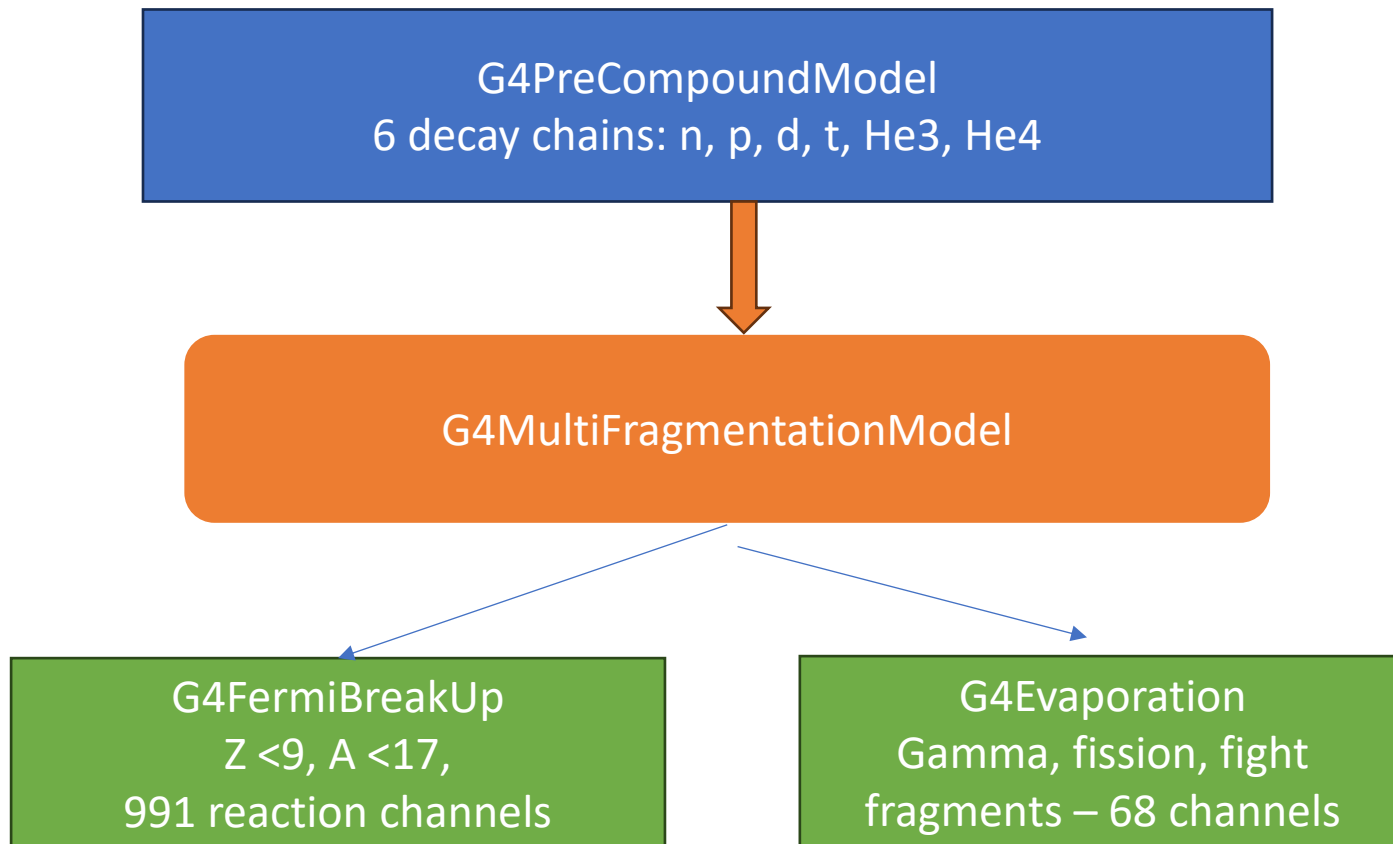 G4PreCompoundModel
6 decay chains: n, p, d, t, He3, He4
G4MultiFragmentationModel
G4FermiBreakUp
Z <9, A <17,
991 reaction channels
G4Evaporation
Gamma, fission, fight
fragments – 68 channels